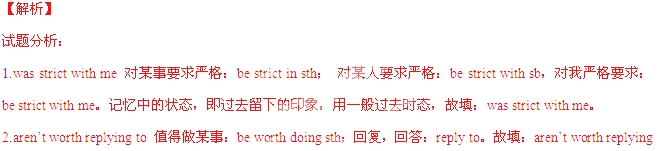 【解析】
试题分析：
1.was strict with me 对某事要求严格：be strict in sth； 对某人要求严格：be strict with sb，对我严格要求：
be strict with me。记忆中的状态，即过去留下的印象，用一般过去时态，故填：was strict with me。
2.aren’t worth replying to 值得做某事：be worth doing sth；回复，回答：reply to。故填：aren’t worth replying